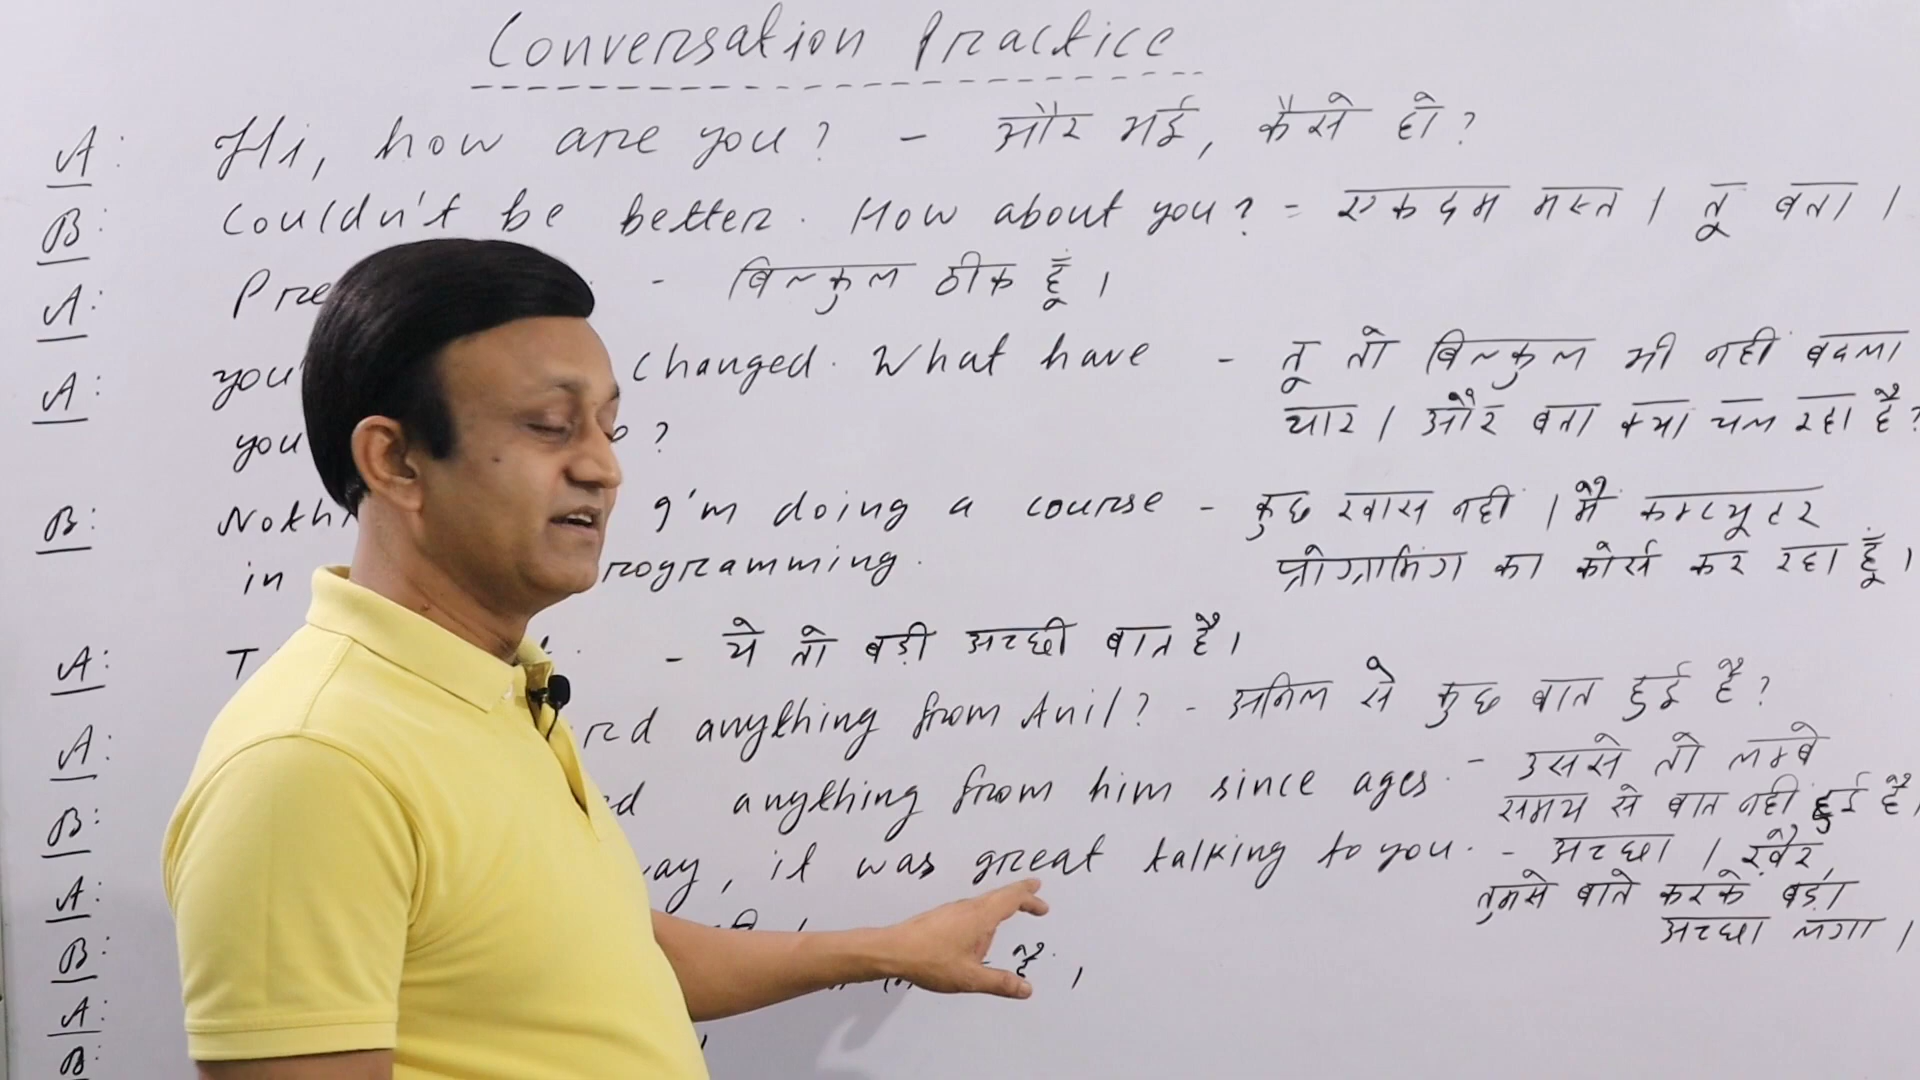 Conversation Practice
A: Hi, how are you? - और भई, कैसे हो?
B: Couldn't be better. How about you? = एकदम मस्त। तू बता।
A: Pre - बिल्कुल ठीक हूँ।
A: you changed. What have - तू तो बिल्कुल भी नहीं बदला
you ? यार। और बता क्या चल रहा है?
B: Noth I'm doing a course - कुछ खास नहीं। मैं कम्प्यूटर
in rogramming. प्रोग्रामिंग का कोर्स कर रहा हूँ।
A: T - ये तो बड़ी अच्छी बात है।
A: rd anything from Anil? - अनिल से कुछ बात हुई है?
B: d anything from him since ages. - उससे तो लम्बे
समय से बात नहीं हुई है।
A: ay, it was great talking to you. - अच्छा। खैर,
तुमसे बातें करके बड़ा
अच्छा लगा।
B: है।
A:
B: